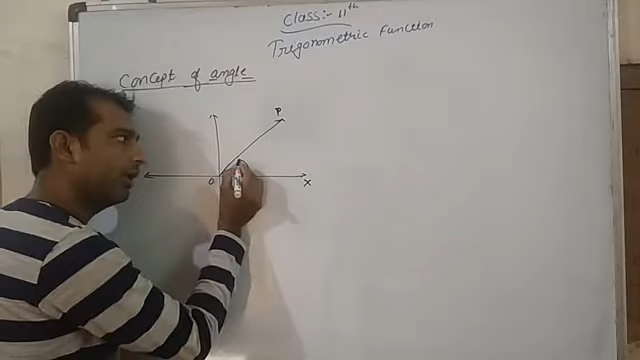 Class:- 11th
Trigonometric Function
Concept of angle
P
O
X